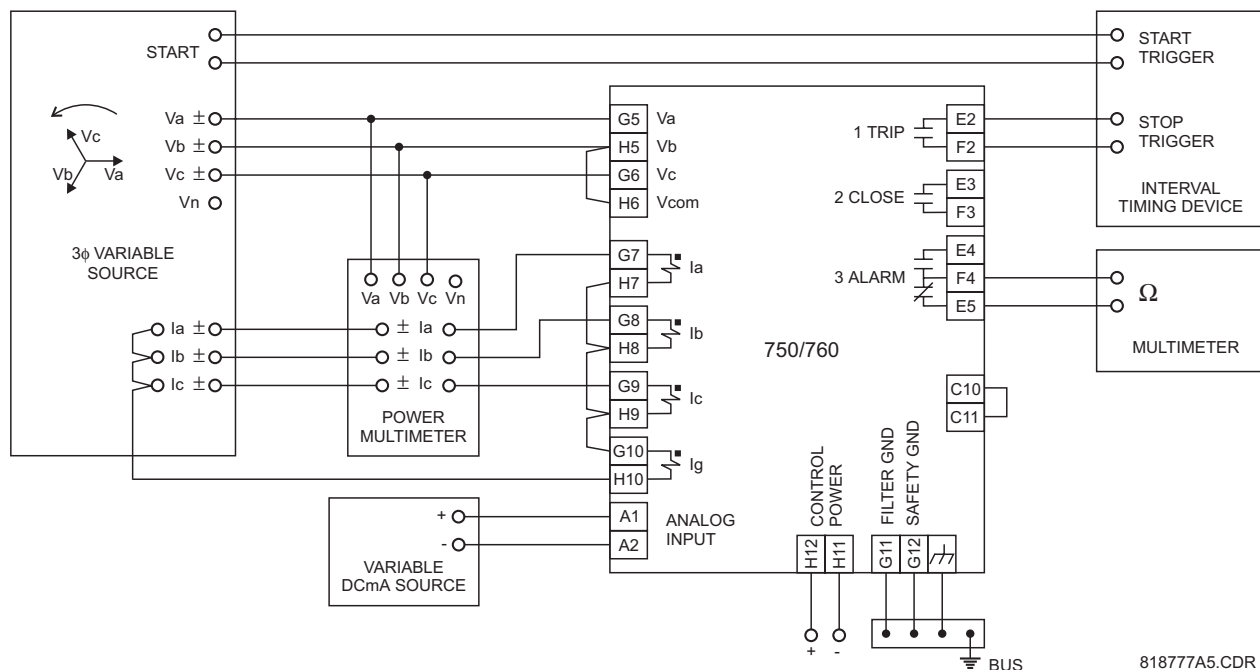 START
Va ±
Vb ±
Vc ±
Vn
Vc
Vb
Va
3ϕ VARIABLE
SOURCE
Ia ±
Ib ±
Ic ±
Va Vb Vc Vn
± Ia
± Ib
± Ic
POWER
MULTIMETER
+
-
VARIABLE
DCmA SOURCE
G5 Va
H5 Vb
G6 Vc
H6 Vcom
G7
H7
Ia
G8
H8
Ib
G9
H9
Ic
G10
H10
Ig
A1
A2
ANALOG
INPUT
750/760
1 TRIP
E2
F2
2 CLOSE
E3
F3
3 ALARM
E4
F4
E5
C10
C11
CONTROL
POWER
H12
H11
+
-
FILTER GND
SAFETY GND
G11
G12
BUS
START
TRIGGER
STOP
TRIGGER
INTERVAL
TIMING DEVICE
Ω
MULTIMETER
818777A5.CDR